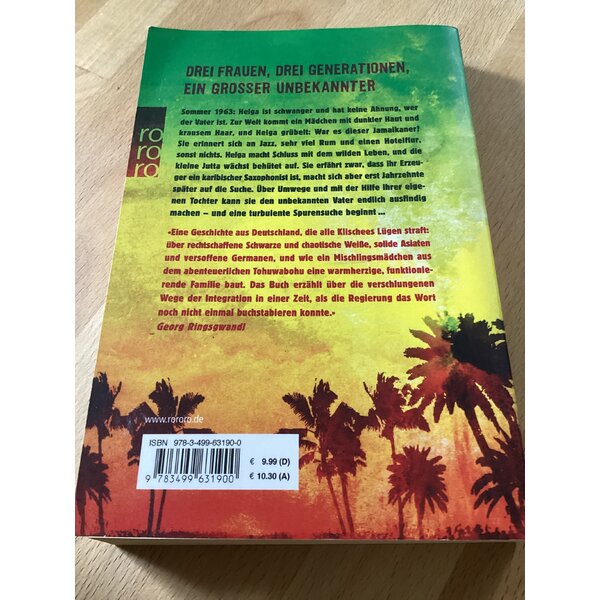 DREI FRAUEN, DREI GENERATIONEN,
EIN GROSSER UNBEKANNTER
ro
ro
ro
Sommer 1963: Helga ist schwanger und hat keine Ahnung, wer
der Vater ist. Zur Welt kommt ein Mädchen mit dunkler Haut und
krausem Haar, und Helga grübelt: War es dieser Jamaikaner?
Sie erinnert sich an Jazz, sehr viel Rum und einen Hotelflur,
sonst nichts. Helga macht Schluss mit dem wilden Leben, und die
kleine Jutta wächst behütet auf. Sie erfährt zwar, dass ihr Erzeu-
ger ein karibischer Saxophonist ist, macht sich aber erst Jahrzehnte
später auf die Suche. Über Umwege und mit der Hilfe ihrer eige-
nen Tochter kann sie den unbekannten Vater endlich ausfindig
machen – und eine turbulente Spurensuche beginnt ...
«Eine Geschichte aus Deutschland, die alle Klischees Lügen straft:
über rechtschaffene Schwarze und chaotische Weiße, solide Asiaten
und versoffene Germanen, und wie ein Mischlingsmädchen aus
dem abenteuerlichen Tohuwabohu eine warmherzige, funktionie-
rende Familie baut. Das Buch erzählt über die verschlungenen
Wege der Integration in einer Zeit, als die Regierung das Wort
noch nicht einmal buchstabieren konnte.»
Georg Ringsgwandl
www.rororo.de
ISBN 978-3-499-63190-0
€ 9.99 (D)
€ 10.30 (A)
9 783499 631900